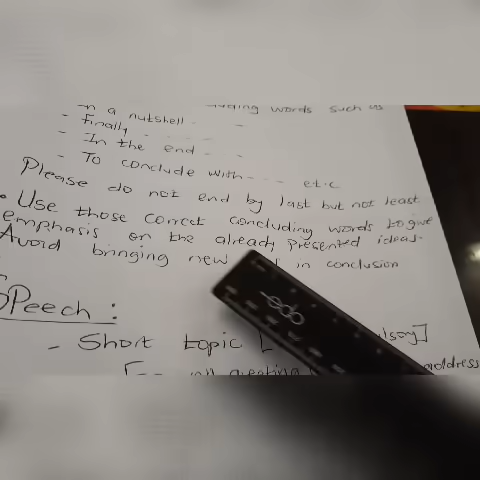 In a nutshell - words such as
- Finally - - - -
- In the end - -
- To conclude with - - - etc
Please do not end by last but not least
• Use those correct concluding words to give
emphasis on the already presented ideas.
Avoid bringing new in conclusion
Speech :
- Short topic [
address